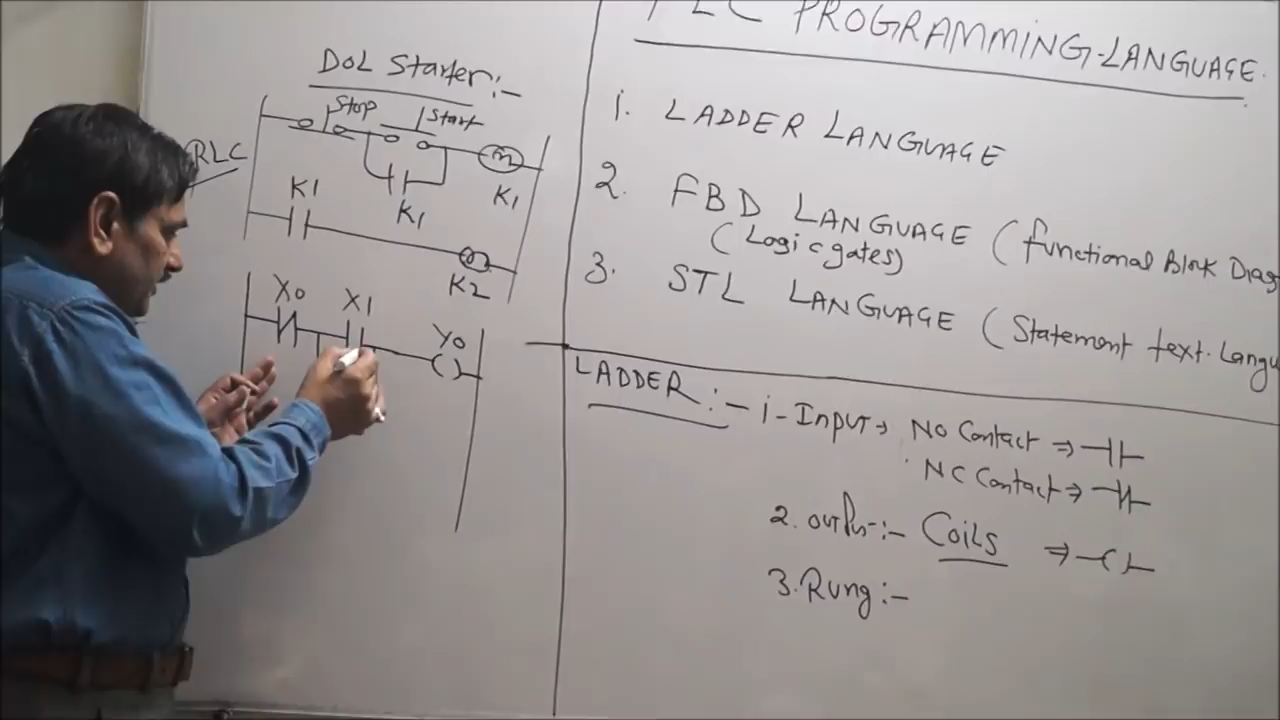 DOL Starter:-
Stop Start
RLC
K1
K1 K1
K2
X0 X1
Y0
PLC PROGRAMMING-LANGUAGE.
1. LADDER LANGUAGE
2. FBD LANGUAGE (functional Block Diag
(Logic gates)
3. STL LANGUAGE (Statement text. Langu
LADDER:- 1-Input→ NO Contact ⇒
NC Contact ⇒
2. output:- Coils ⇒
3. Rung:-